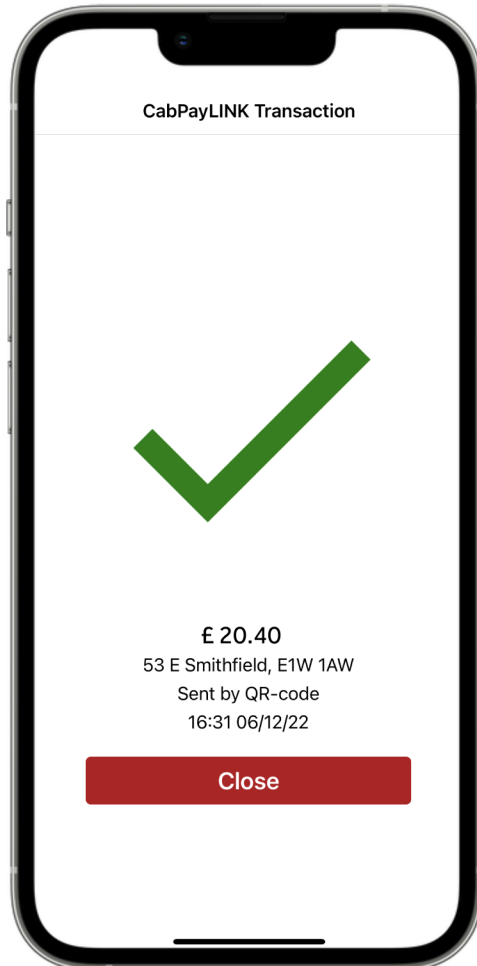 CabPayLINK Transaction
£ 20.40
53 E Smithfield, E1W 1AW
Sent by QR-code
16:31 06/12/22
Close